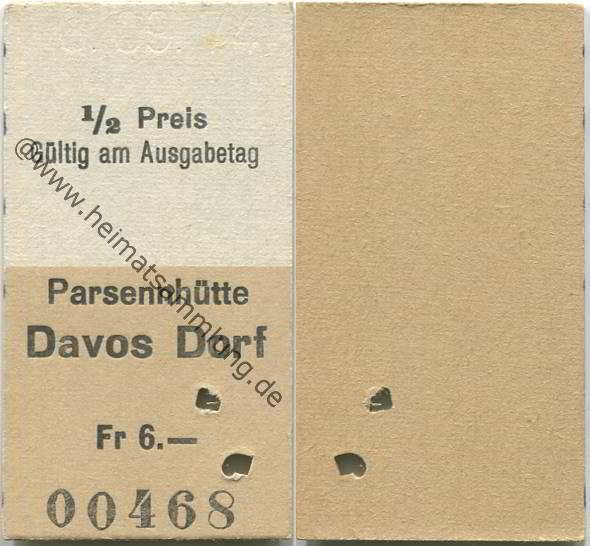 ½ Preis
Gültig am Ausgabetag
Parsennhütte
Davos Dorf
Fr 6.—
00468
@www.heimatsammlung.de